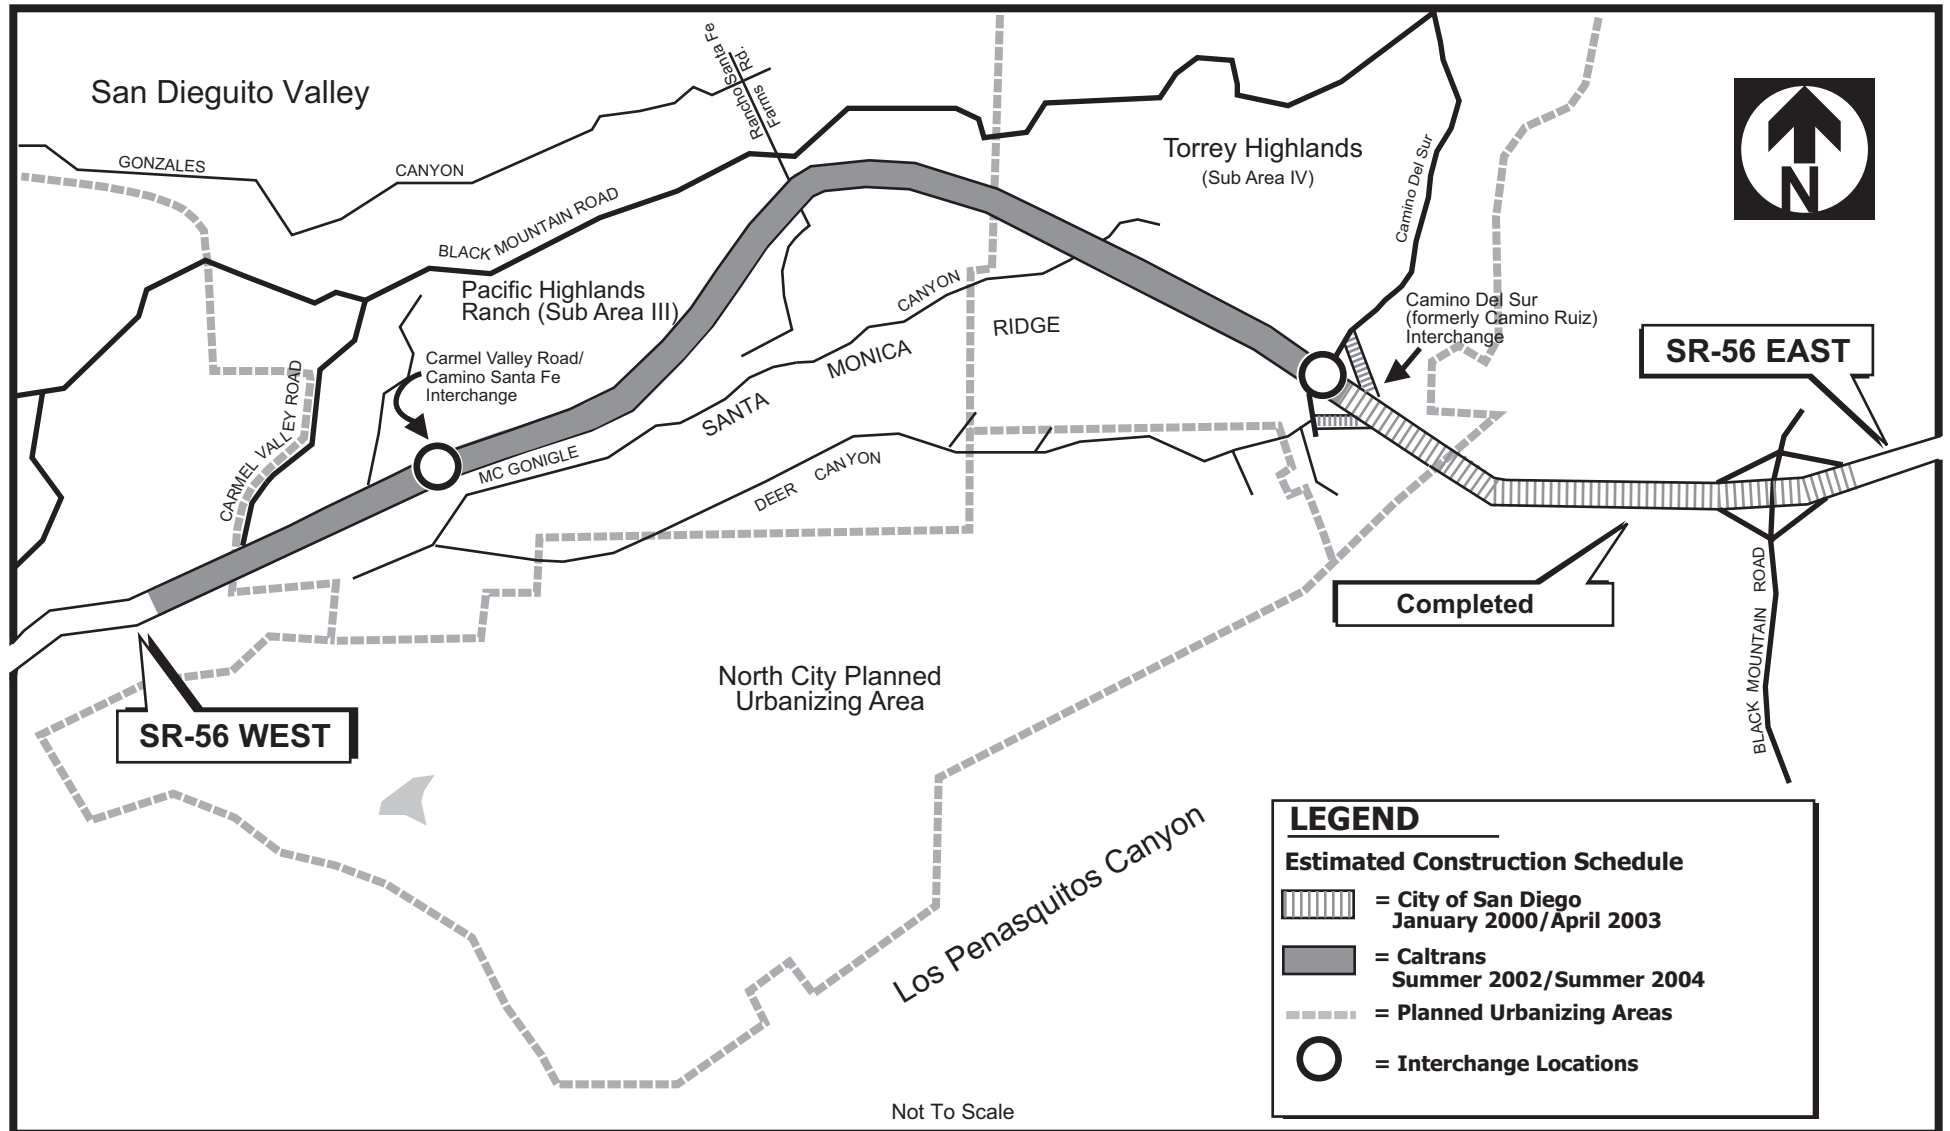 San Dieguito Valley
Rancho Santa Fe
Farms Rd.
GONZALES
CANYON
BLACK MOUNTAIN ROAD
Torrey Highlands
(Sub Area IV)
Camino Del Sur
N
Pacific Highlands
Ranch (Sub Area III)
CANYON
Camino Del Sur
(formerly Camino Ruiz)
Interchange
RIDGE
SR-56 EAST
Carmel Valley Road/
Camino Santa Fe
Interchange
MONICA
SANTA
CARMEL VALLEY ROAD
MC GONIGLE
DEER CANYON
Completed
BLACK MOUNTAIN ROAD
North City Planned
Urbanizing Area
SR-56 WEST
Los Penasquitos Canyon
LEGEND
Estimated Construction Schedule
= City of San Diego
January 2000/April 2003
= Caltrans
Summer 2002/Summer 2004
= Planned Urbanizing Areas
= Interchange Locations
Not To Scale